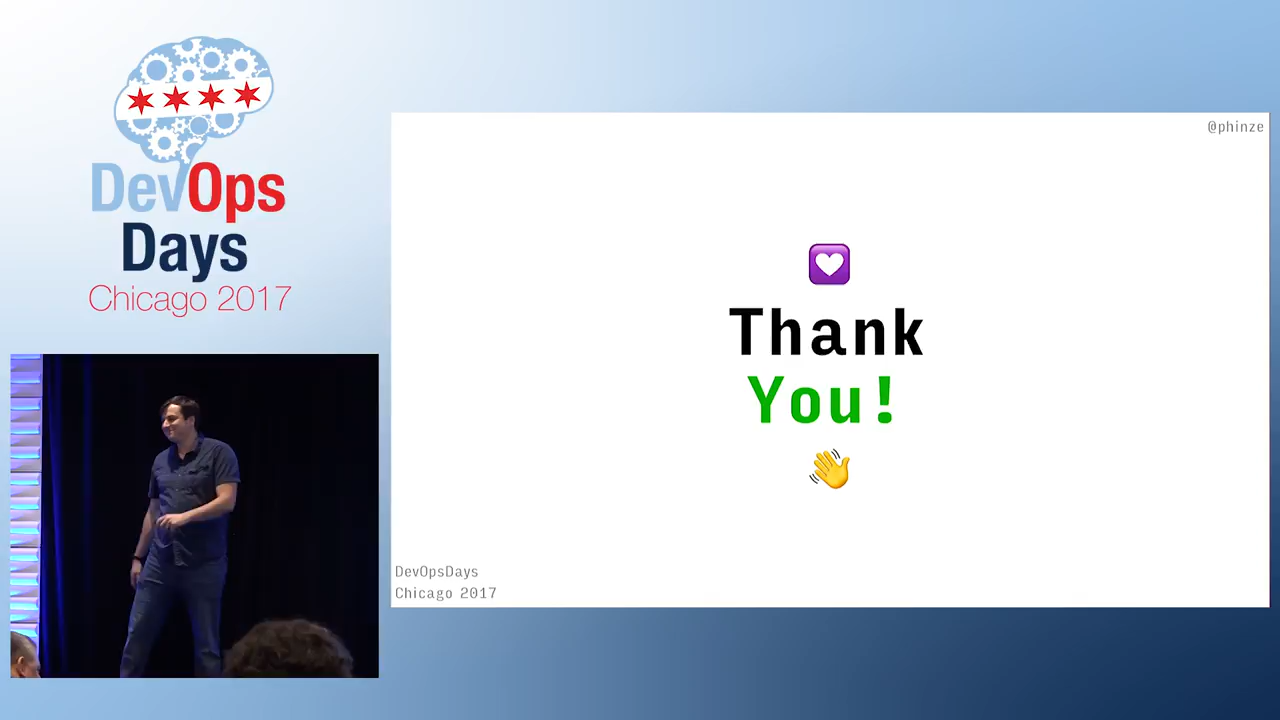 DevOps
Days
Chicago 2017
@phinze
Thank
You!
DevOpsDays
Chicago 2017